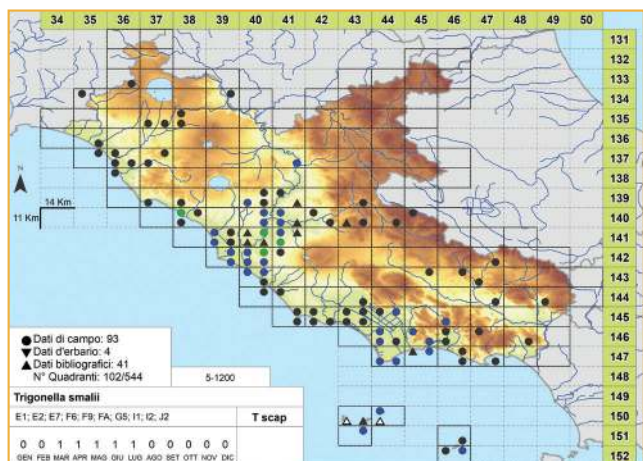 34 35 36 37 38 39 40 41 42 43 44 45 46 47 48 49 50
131
132
133
134
135
136
137
138
139
140
141
142
143
144
145
146
147
148
149
150
151
152
N
14 Km
11 Km
Dati di campo: 93
Dati d'erbario: 4
Dati bibliografici: 41
N° Quadranti: 102/544
5-1200
Trigonella smalii
E1; E2; E7; F6; F9; FA; G5; I1; I2; J2
T scap
0 0 1 1 1 1 1 0 0 0 0 0
GEN FEB MAR APR MAG GIU LUG AGO SET OTT NOV DIC